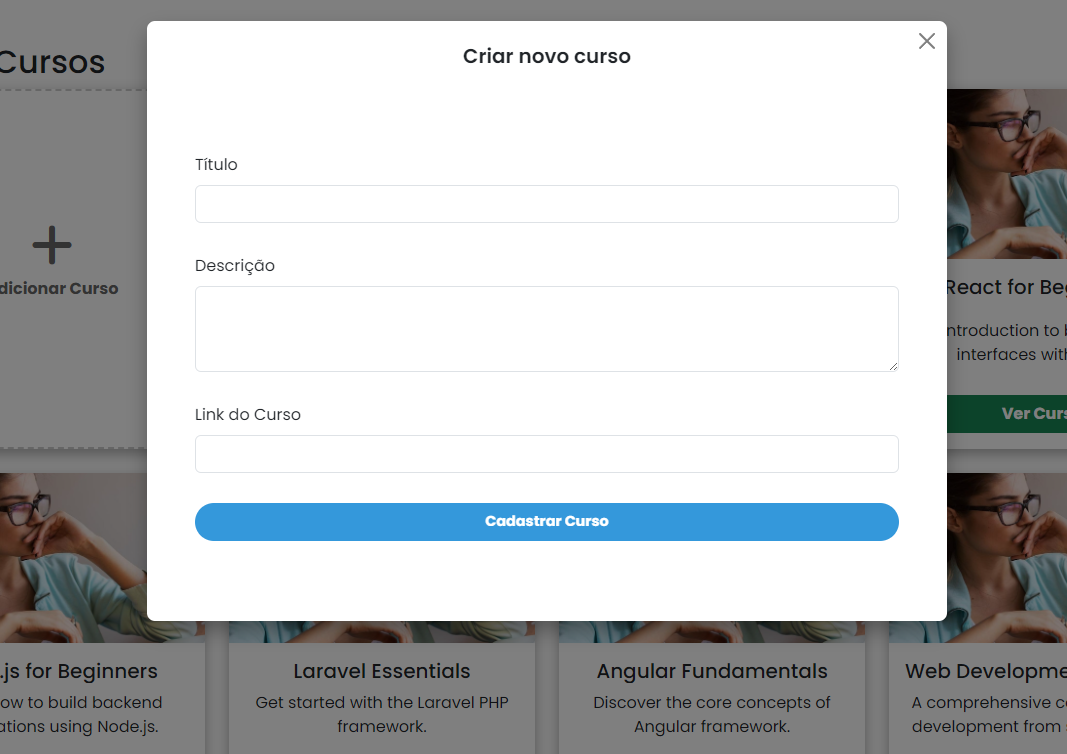 Cursos
Criar novo curso
Título
Descrição
Link do Curso
Cadastrar Curso
dicionar Curso
React for Be
ntroduction to
interfaces with
Ver Curs
.js for Beginners
ow to build backend
ations using Node.js.
Laravel Essentials
Get started with the Laravel PHP
framework.
Angular Fundamentals
Discover the core concepts of
Angular framework.
Web Developme
A comprehensive co
development from